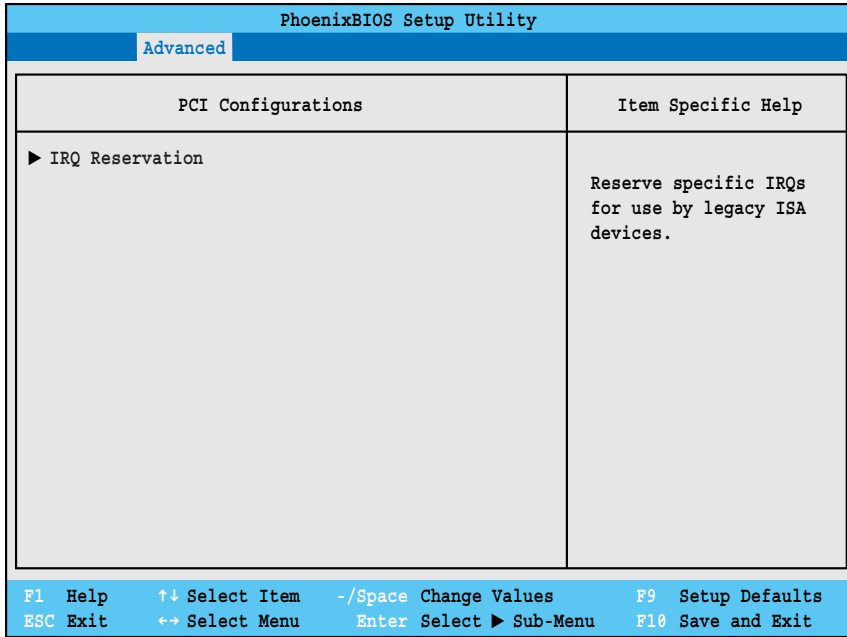 PhoenixBIOS Setup Utility
Advanced
PCI Configurations
Item Specific Help
▶ IRQ Reservation
Reserve specific IRQs
for use by legacy ISA
devices.
F1 Help ↑↓ Select Item -/Space Change Values F9 Setup Defaults
ESC Exit ←→ Select Menu Enter Select ▶ Sub-Menu F10 Save and Exit